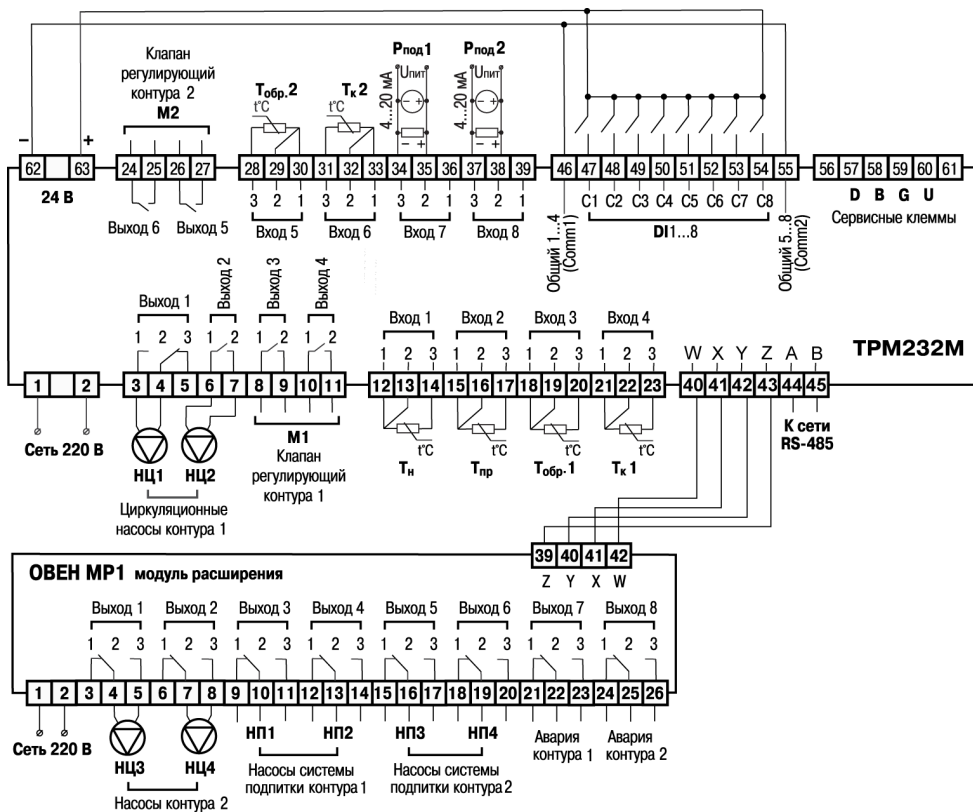 Клапан
регулирующий
контура 2
M2
Tобр.2
t°C
Tк 2
t°C
Pпод1
Uпит
4...20 мА
Pпод2
Uпит
4...20 мА
− +
− +
− +
62 63
24 25 26 27
28 29 30 31 32 33 34 35 36 37 38 39
46 47 48 49 50 51 52 53 54 55
56 57 58 59 60 61
24 В
Выход 6 Выход 5
3 2 1 3 2 1 3 2 1 3 2 1
Вход 5 Вход 6 Вход 7 Вход 8
Общий 1...4
(Comm1)
C1 C2 C3 C4 C5 C6 C7 C8
DI1...8
Общий 5...8
(Comm2)
D B G U
Сервисные клеммы
Выход 1
Выход 2
Выход 3
Выход 4
1 2 3 1 2 1 2 1 2
Вход 1 Вход 2 Вход 3 Вход 4
1 2 3 1 2 3 1 2 3 1 2 3
W X Y Z A B
ТРМ232М
1 2
3 4 5 6 7 8 9 10 11
12 13 14 15 16 17 18 19 20 21 22 23
40 41 42 43 44 45
Сеть 220 В
НЦ1 НЦ2
Циркуляционные
насосы контура 1
M1
Клапан
регулирующий
контура 1
t°C t°C t°C t°C
Tн Tпр Tобр.1 Tк 1
К сети
RS-485
39 40 41 42
Z Y X W
ОВЕН МР1 модуль расширения
Выход 1 Выход 2 Выход 3 Выход 4 Выход 5 Выход 6 Выход 7 Выход 8
1 2 3 1 2 3 1 2 3 1 2 3 1 2 3 1 2 3 1 2 3 1 2 3
1 2 3 4 5 6 7 8 9 10 11 12 13 14 15 16 17 18 19 20 21 22 23 24 25 26
Сеть 220 В
НЦ3 НЦ4
Насосы контура 2
НП1 НП2
Насосы системы
подпитки контура1
НП3 НП4
Насосы системы
подпитки контура2
Авария
контура 1
Авария
контура 2